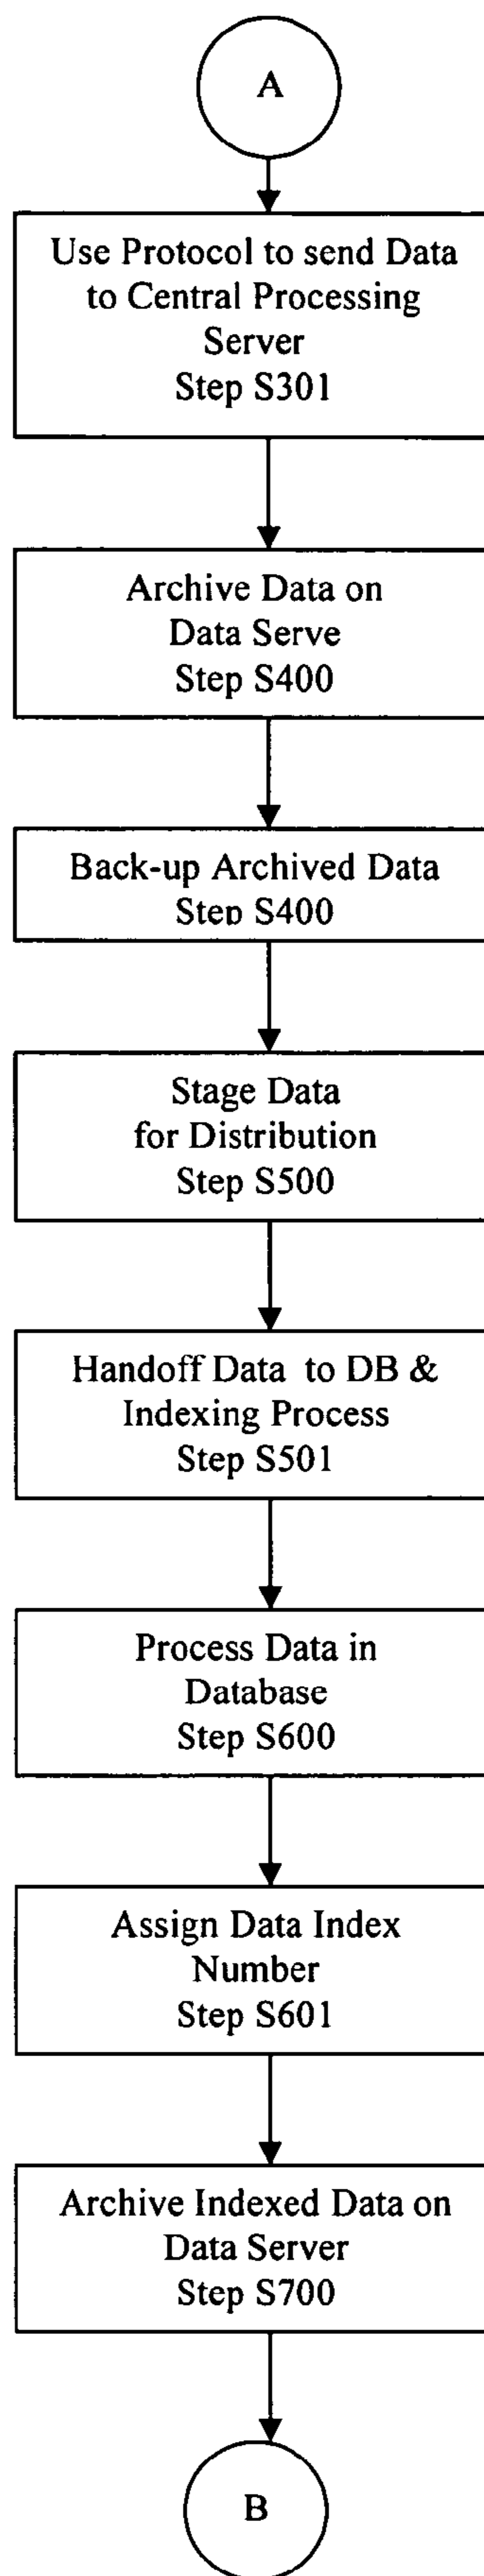 A
Use Protocol to send Data
to Central Processing
Server
Step S301
Archive Data on
Data Serve
Step S400
Back-up Archived Data
Step S400
Stage Data
for Distribution
Step S500
Handoff Data to DB &
Indexing Process
Step S501
Process Data in
Database
Step S600
Assign Data Index
Number
Step S601
Archive Indexed Data on
Data Server
Step S700
B